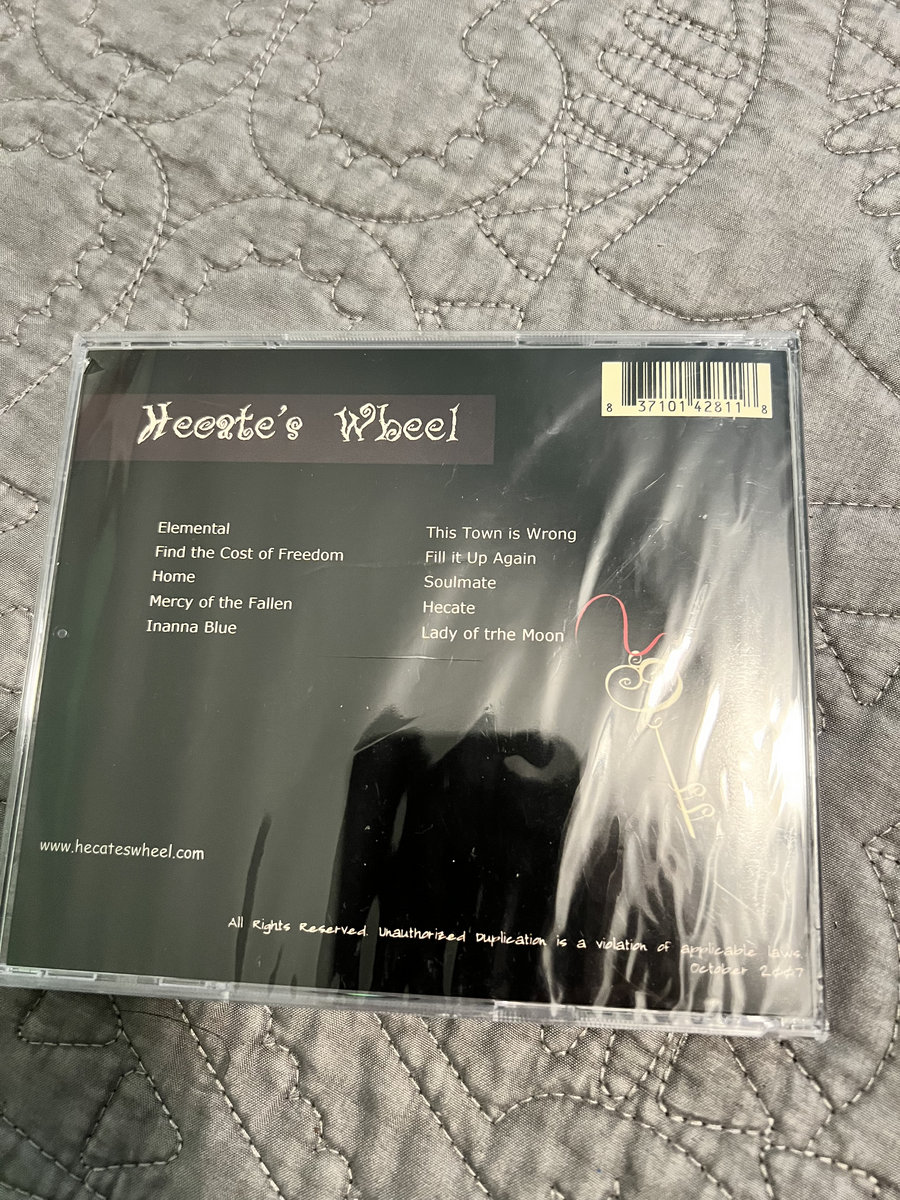 8 37101 42811 8
Hecate's Wheel
Elemental
Find the Cost of Freedom
Home
Mercy of the Fallen
Inanna Blue
This Town is Wrong
Fill it Up Again
Soulmate
Hecate
Lady of trhe Moon
www.hecateswheel.com
All Rights Reserved. Unauthorized Duplication is a violation of applicable laws.
October 2007